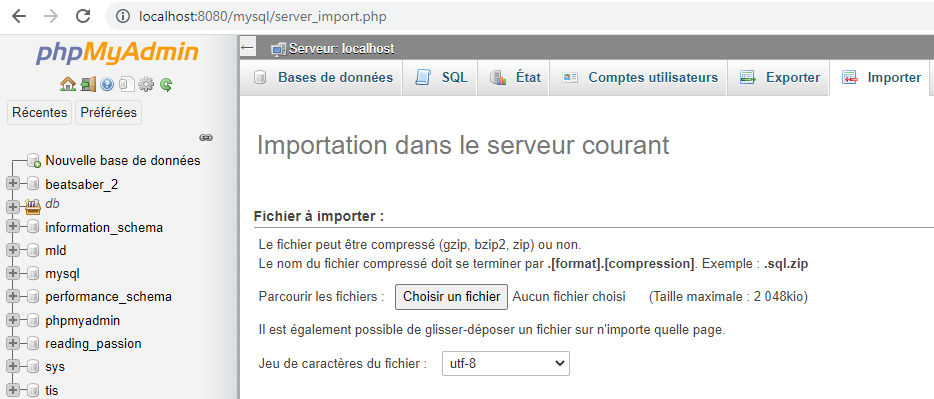 localhost:8080/mysql/server_import.php
phpMyAdmin
Récentes Préférées
Nouvelle base de données
beatsaber_2
db
information_schema
mld
mysql
performance_schema
phpmyadmin
reading_passion
sys
tis
Serveur: localhost
Bases de données SQL État Comptes utilisateurs Exporter Importer
Importation dans le serveur courant
Fichier à importer :
Le fichier peut être compressé (gzip, bzip2, zip) ou non.
Le nom du fichier compressé doit se terminer par .[format].[compression]. Exemple : .sql.zip
Parcourir les fichiers : Choisir un fichier Aucun fichier choisi (Taille maximale : 2 048kio)
Il est également possible de glisser-déposer un fichier sur n'importe quelle page.
Jeu de caractères du fichier : utf-8